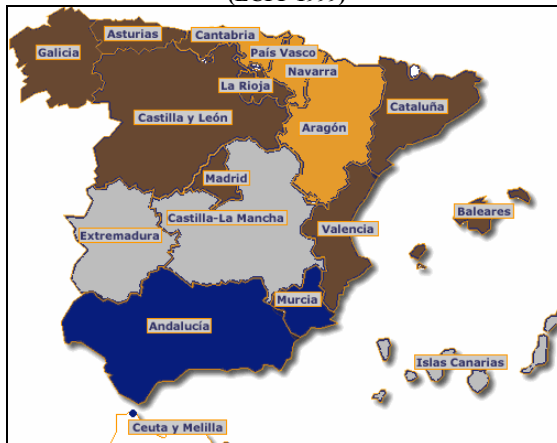 Asturias
Cantabria
Galicia
País Vasco
Navarra
La Rioja
Cataluña
Castilla y León
Aragón
Madrid
Baleares
Castilla-La Mancha
Valencia
Extremadura
Murcia
Andalucía
Islas Canarias
Ceuta y Melilla